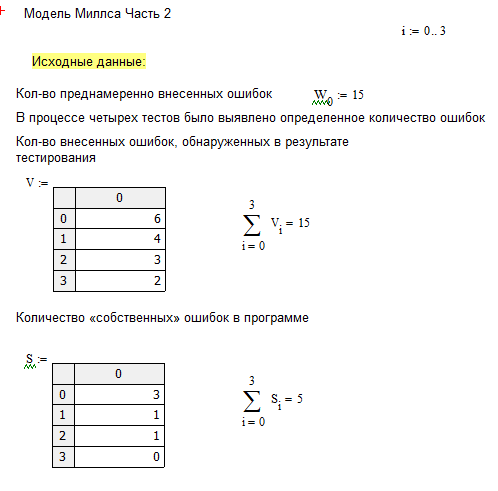 Модель Миллса Часть 2
i := 0.. 3
Исходные данные:
Кол-во преднамеренно внесенных ошибок W0 := 15
В процессе четырех тестов было выявлено определенное количество ошибок
Кол-во внесенных ошибок, обнаруженных в результате
тестирования
V :=
0
0 6
1 4
2 3
3 2
3
∑ Vi = 15
i = 0
Количество «собственных» ошибок в программе
S :=
0
0 3
1 1
2 1
3 0
3
∑ Si = 5
i = 0